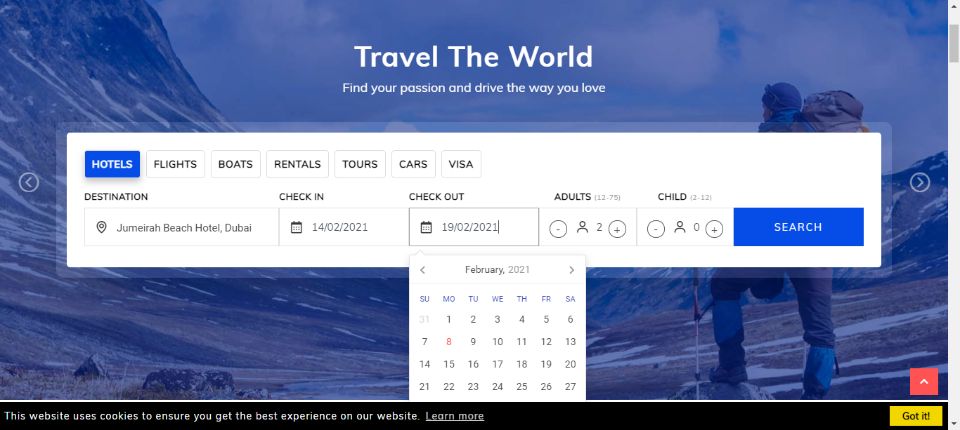 Travel The World
Find your passion and drive the way you love
HOTELS FLIGHTS BOATS RENTALS TOURS CARS VISA
DESTINATION CHECK IN CHECK OUT ADULTS (12-75) CHILD (2-12)
Jumeirah Beach Hotel, Dubai 14/02/2021 19/02/2021 - 2 + - 0 + SEARCH
February, 2021
SU MO TU WE TH FR SA
31 1 2 3 4 5 6
7 8 9 10 11 12 13
14 15 16 17 18 19 20
21 22 23 24 25 26 27
This website uses cookies to ensure you get the best experience on our website. Learn more Got it!